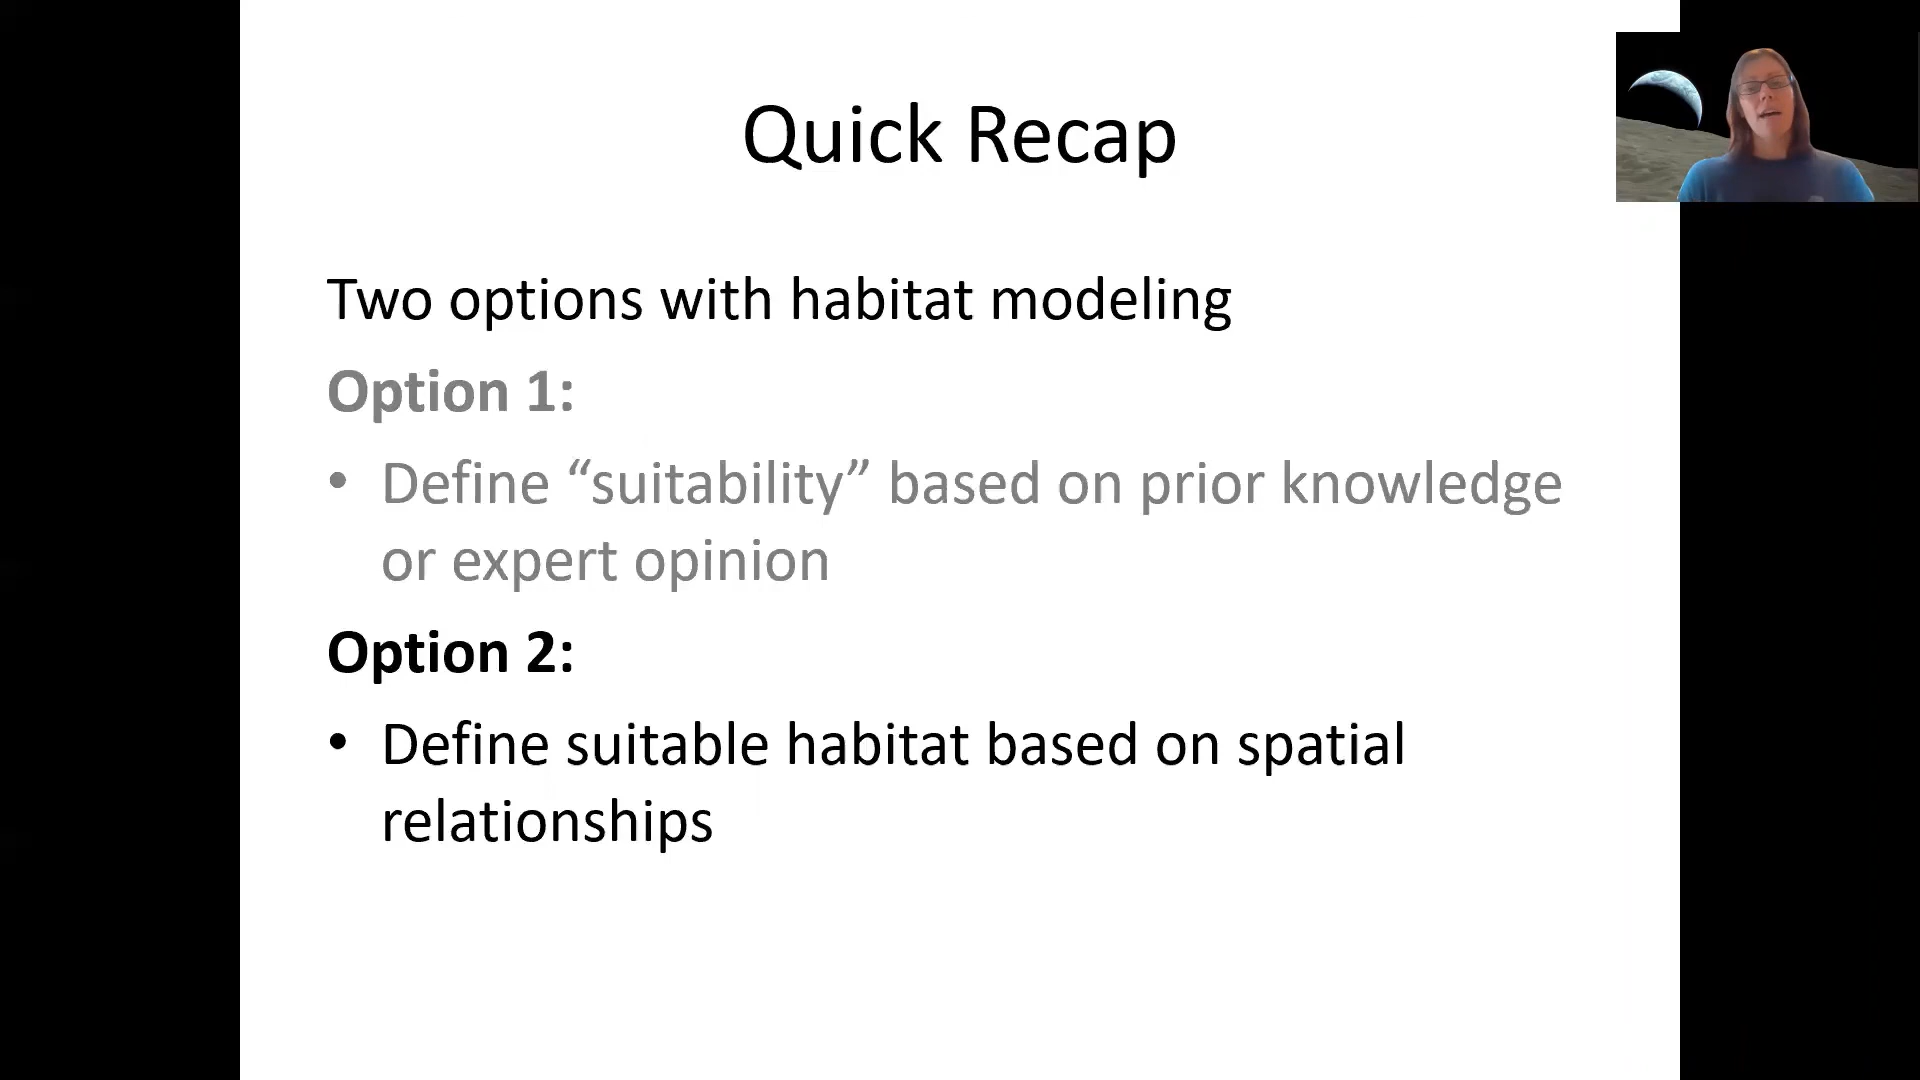 Quick Recap
Two options with habitat modeling
Option 1:
• Define “suitability” based on prior knowledge
or expert opinion
Option 2:
• Define suitable habitat based on spatial
relationships